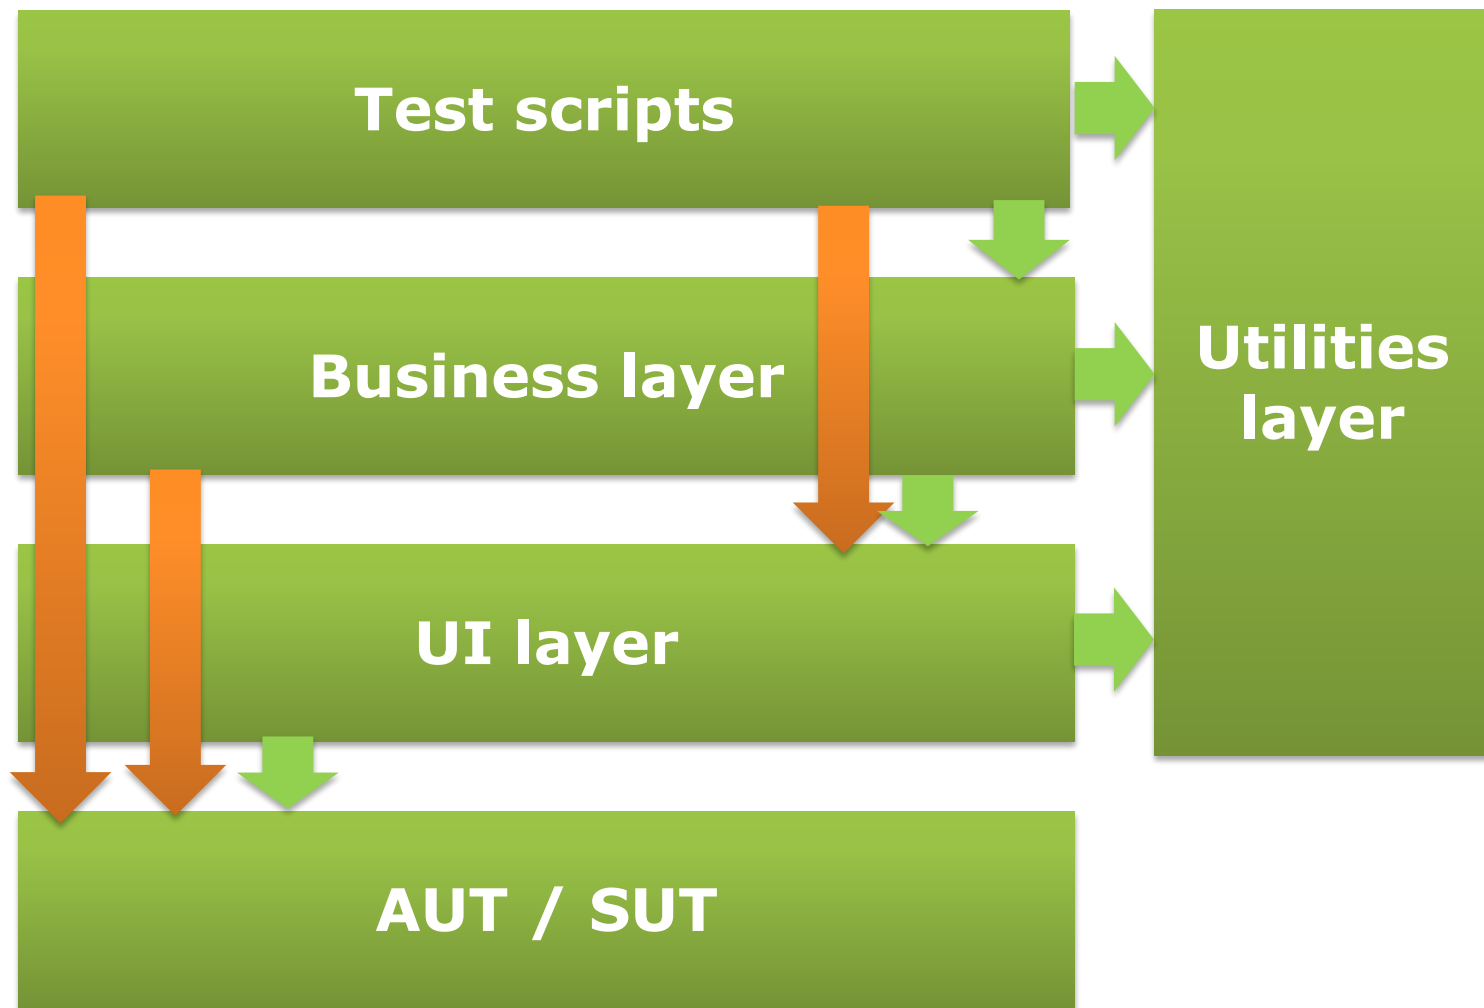 Test scripts
Business layer
Utilities
layer
UI layer
AUT / SUT